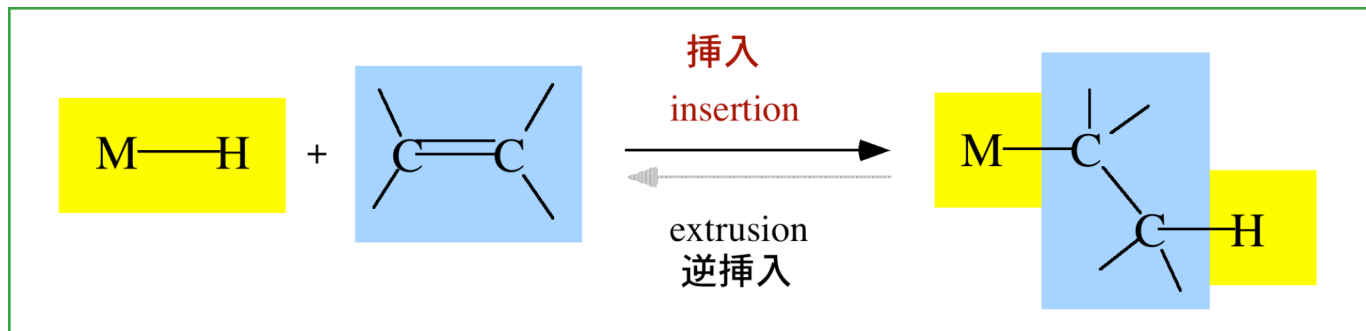 挿入
insertion
M H + C C
M C
C H
extrusion
逆挿入